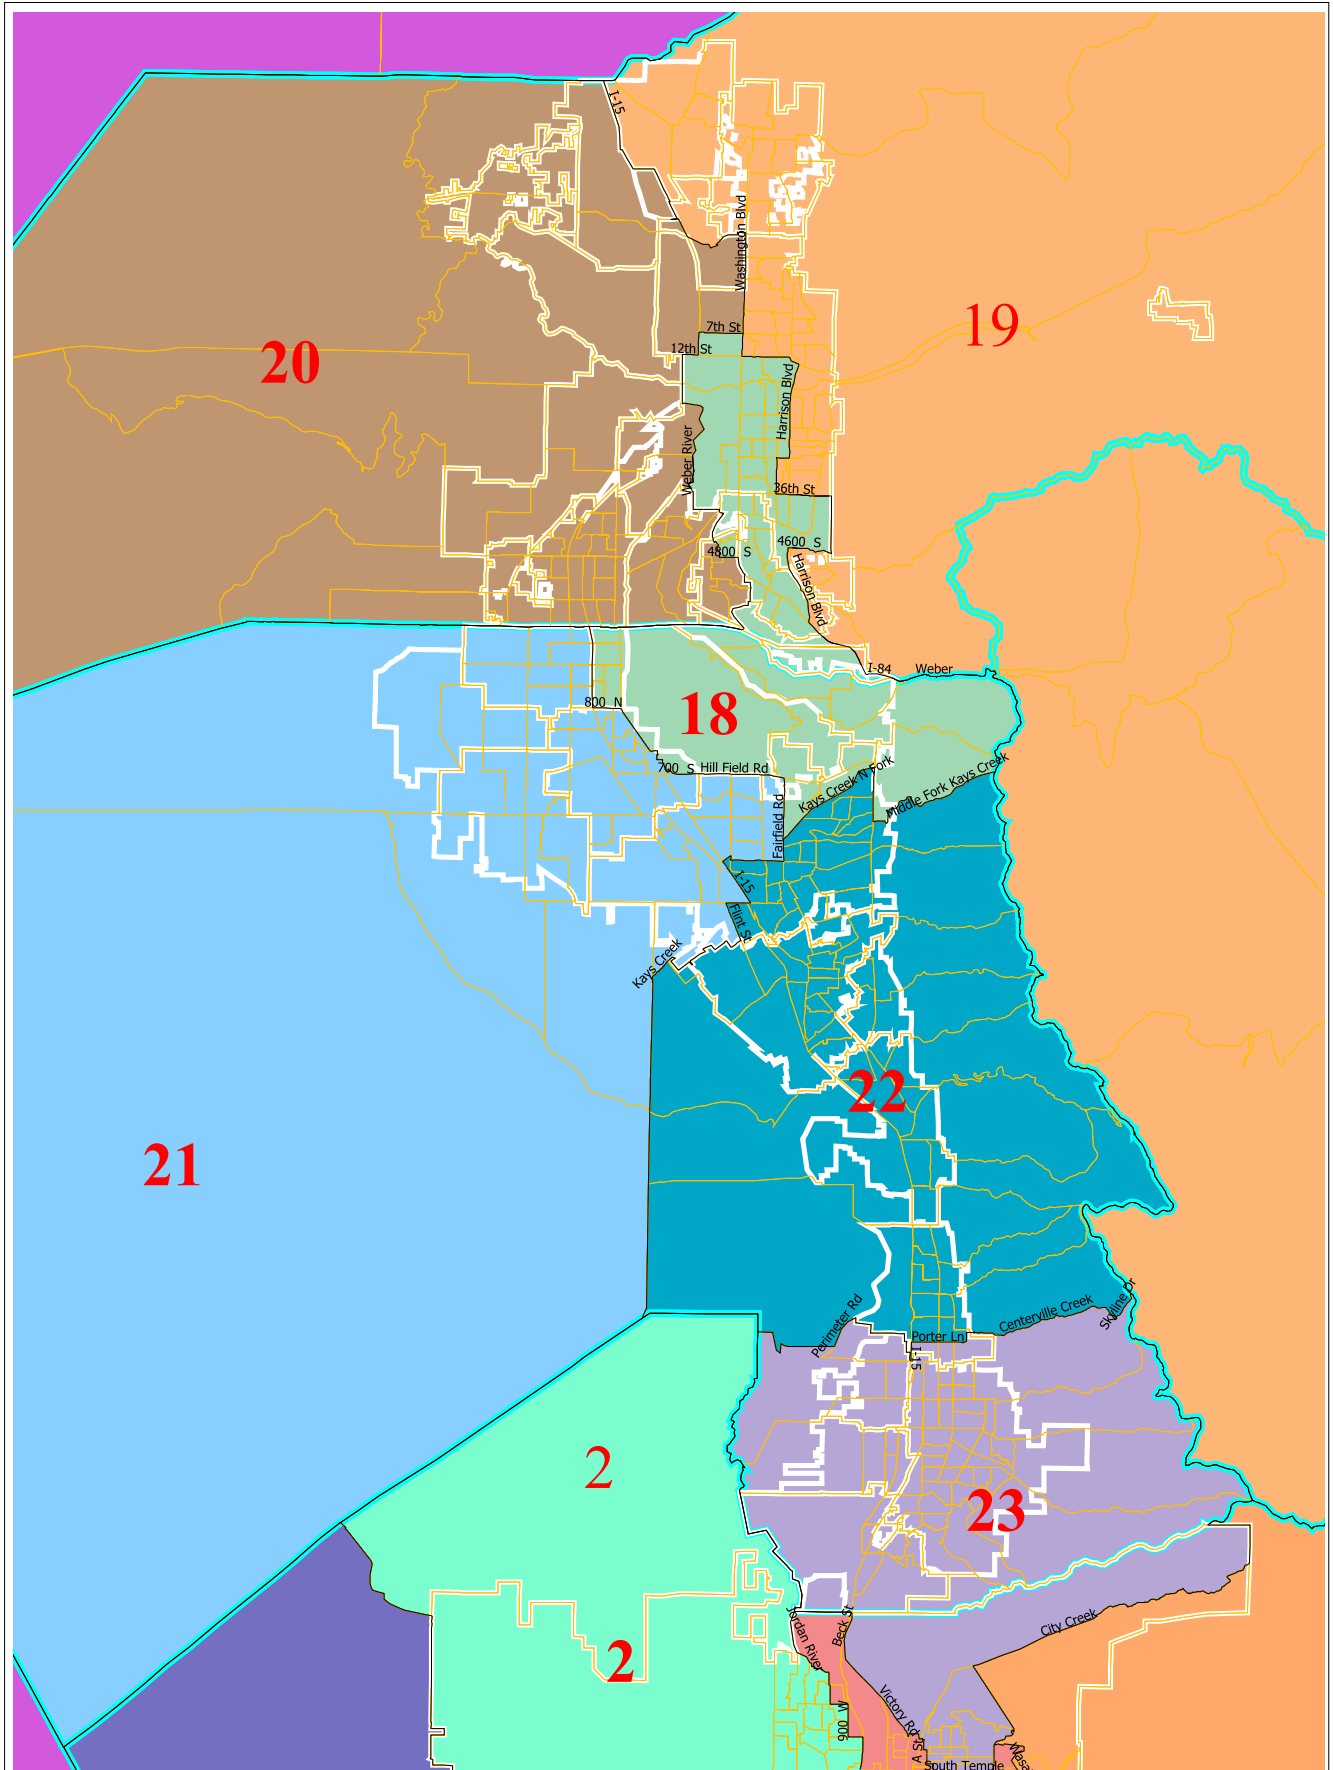 I-15
Washington Blvd
19
7th St
12th St
20
Harrison Blvd
Weber River
36th St
4600 S
4800 S
Harrison Blvd
I-84
Weber
800 N
18
700 S
Hill Field Rd
Kays Creek N Fork
Middle Fork Kays Creek
Fairfield Rd
I-15
Flint St
Kays Creek
22
21
Skyline Dr
Perimeter Rd
Centerville Creek
Porter Ln
I-15
2
23
Jordan River
Beck St
City Creek
2
Victory Rd
900 W
A St
South Temple